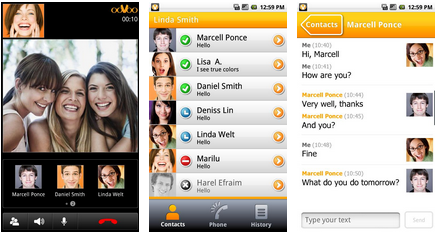 ooVoo
00:10
Marcell Ponce
Daniel Smith
Linda Welt
12:59 PM
Linda Smith
Marcell Ponce
Hello
Lisa A.
I see true colors
Daniel Smith
Hello
Deniss Lin
Hello
Linda Welt
Hello
Marilu
Hello
Harel Efraim
Hello
Contacts
Phone
History
12:59 PM
Contacts
Marcell Ponce
Me (10:40)
Hi, Marcell
Me (10:41)
How are you?
Marcell Ponce (10:44)
Very well, thanks
Marcell Ponce (10:45)
And you?
Me (10:48)
Fine
Marcell Ponce (10:50)
What do you do tomorrow?
Type your text
Send